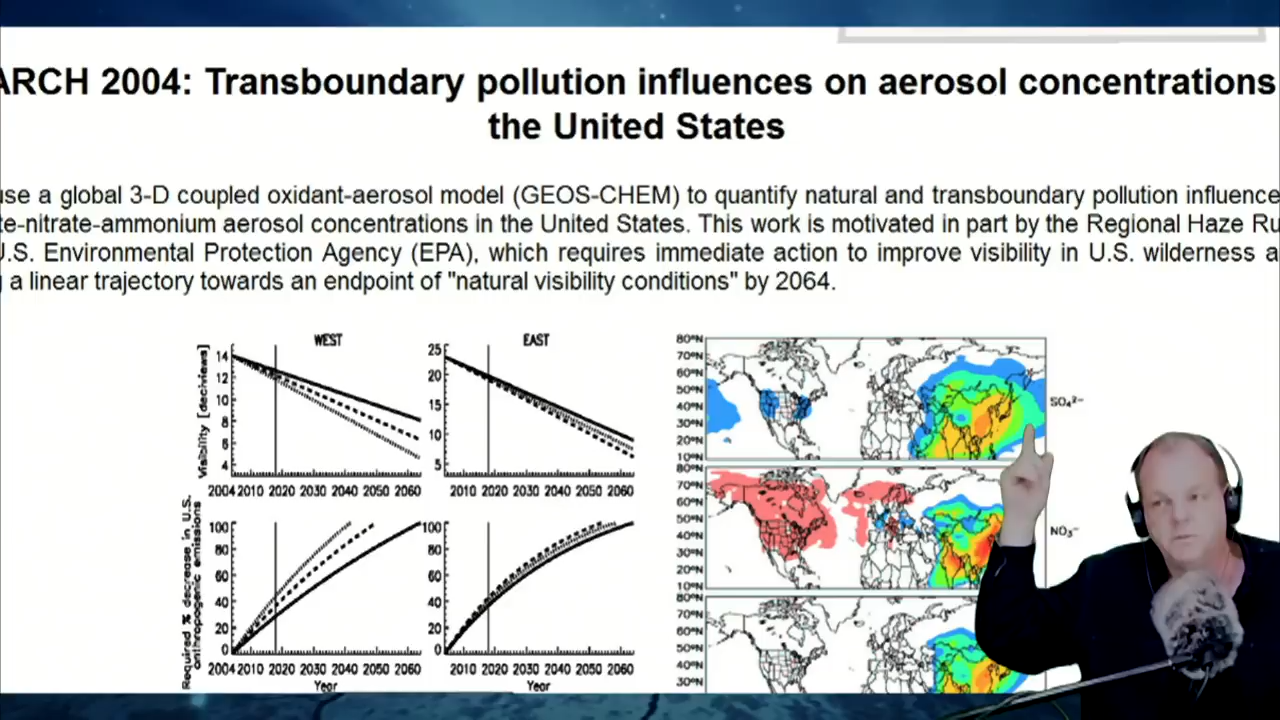 ARCH 2004: Transboundary pollution influences on aerosol concentrations
the United States
use a global 3-D coupled oxidant-aerosol model (GEOS-CHEM) to quantify natural and transboundary pollution influence
te-nitrate-ammonium aerosol concentrations in the United States. This work is motivated in part by the Regional Haze Ru
U.S. Environmental Protection Agency (EPA), which requires immediate action to improve visibility in U.S. wilderness a
a linear trajectory towards an endpoint of "natural visibility conditions" by 2064.
WEST
EAST
Visibility [deciviews]
14
12
10
8
6
4
2004 2010 2020 2030 2040 2050 2060
25
20
15
10
5
2010 2020 2030 2040 2050 2060
Required % decrease in U.S.
anthropogenic emissions
100
80
60
40
20
0
2004 2010 2020 2030 2040 2050 2060
Year
100
80
60
40
20
0
2010 2020 2030 2040 2050 2060
Year
80°N
70°N
60°N
50°N
40°N
30°N
20°N
10°N
SO₄²⁻
80°N
70°N
60°N
50°N
40°N
30°N
20°N
10°N
NO₃⁻
80°N
70°N
60°N
50°N
40°N
30°N